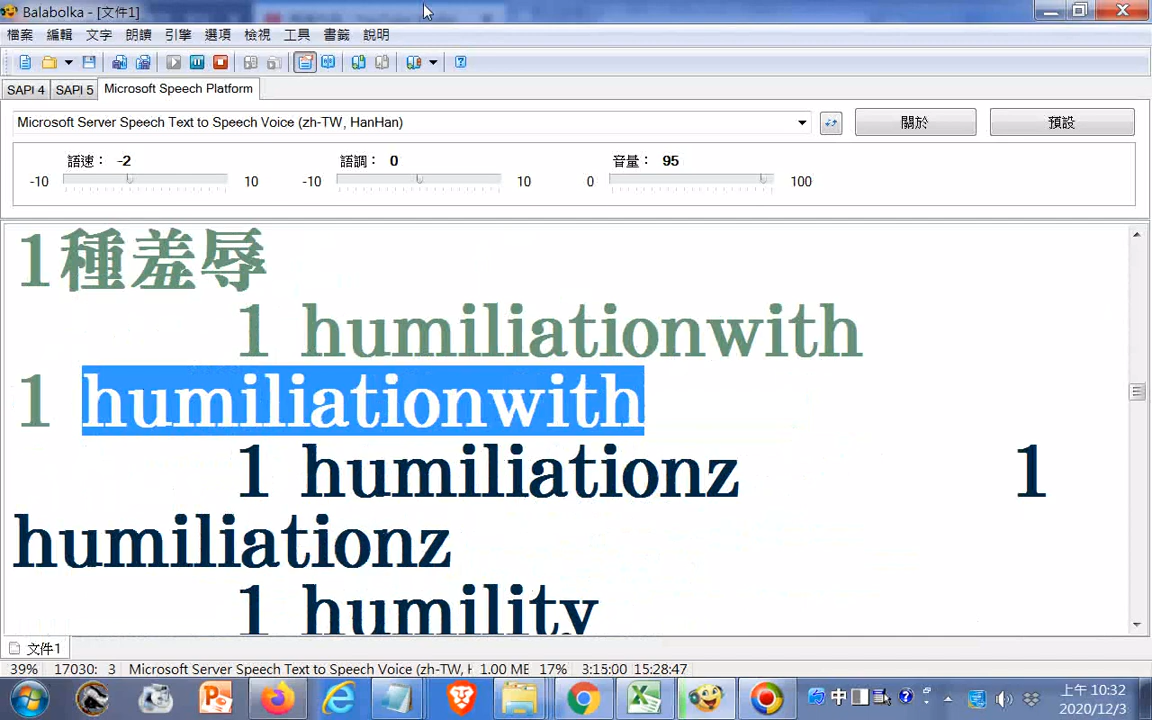 Balabolka - [文件1]
檔案 編輯 文字 朗讀 引擎 選項 檢視 工具 書籤 說明
SAPI 4 SAPI 5 Microsoft Speech Platform
Microsoft Server Speech Text to Speech Voice (zh-TW, HanHan) 關於 預設
語速： -2 語調： 0 音量： 95
-10 10 -10 10 0 100
1種羞辱
1 humiliationwith
1 humiliationwith
1 humiliationz 1
humiliationz
1 humility
文件1
39% 17030: 3 Microsoft Server Speech Text to Speech Voice (zh-TW, 1.00 ME 17% 3:15:00 15:28:47
中 上午 10:32
2020/12/3